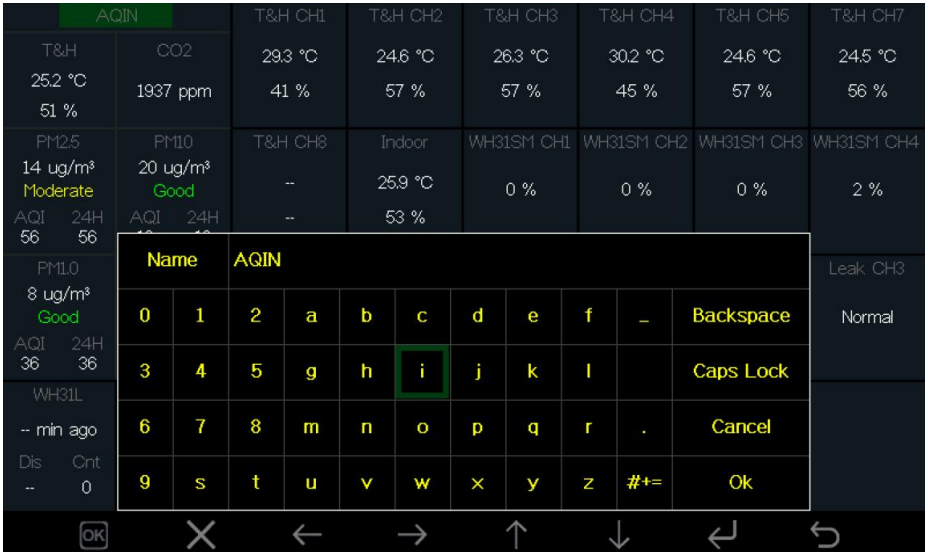 AQIN T&H CH1 T&H CH2 T&H CH3 T&H CH4 T&H CH5 T&H CH7
T&H CO2
29.3 °C 24.6 °C 26.3 °C 30.2 °C 24.6 °C 24.5 °C
25.2 °C
1937 ppm 41 % 57 % 57 % 45 % 57 % 56 %
51 %
PM2.5 PM10 T&H CH8 Indoor WH31SM CH1 WH31SM CH2 WH31SM CH3 WH31SM CH4
14 ug/m³ 20 ug/m³
Moderate Good -- 25.9 °C 0 % 0 % 0 % 2 %
AQI 24H AQI 24H -- 53 %
56 56
Name AQIN
PM1.0 Leak CH3
8 ug/m³
Good 0 1 2 a b c d e f _ Backspace Normal
AQI 24H
36 36 3 4 5 g h i j k l Caps Lock
WH31L
-- min ago 6 7 8 m n o p q r . Cancel
Dis Cnt
-- 0 9 s t u v w x y z #+= Ok
OK